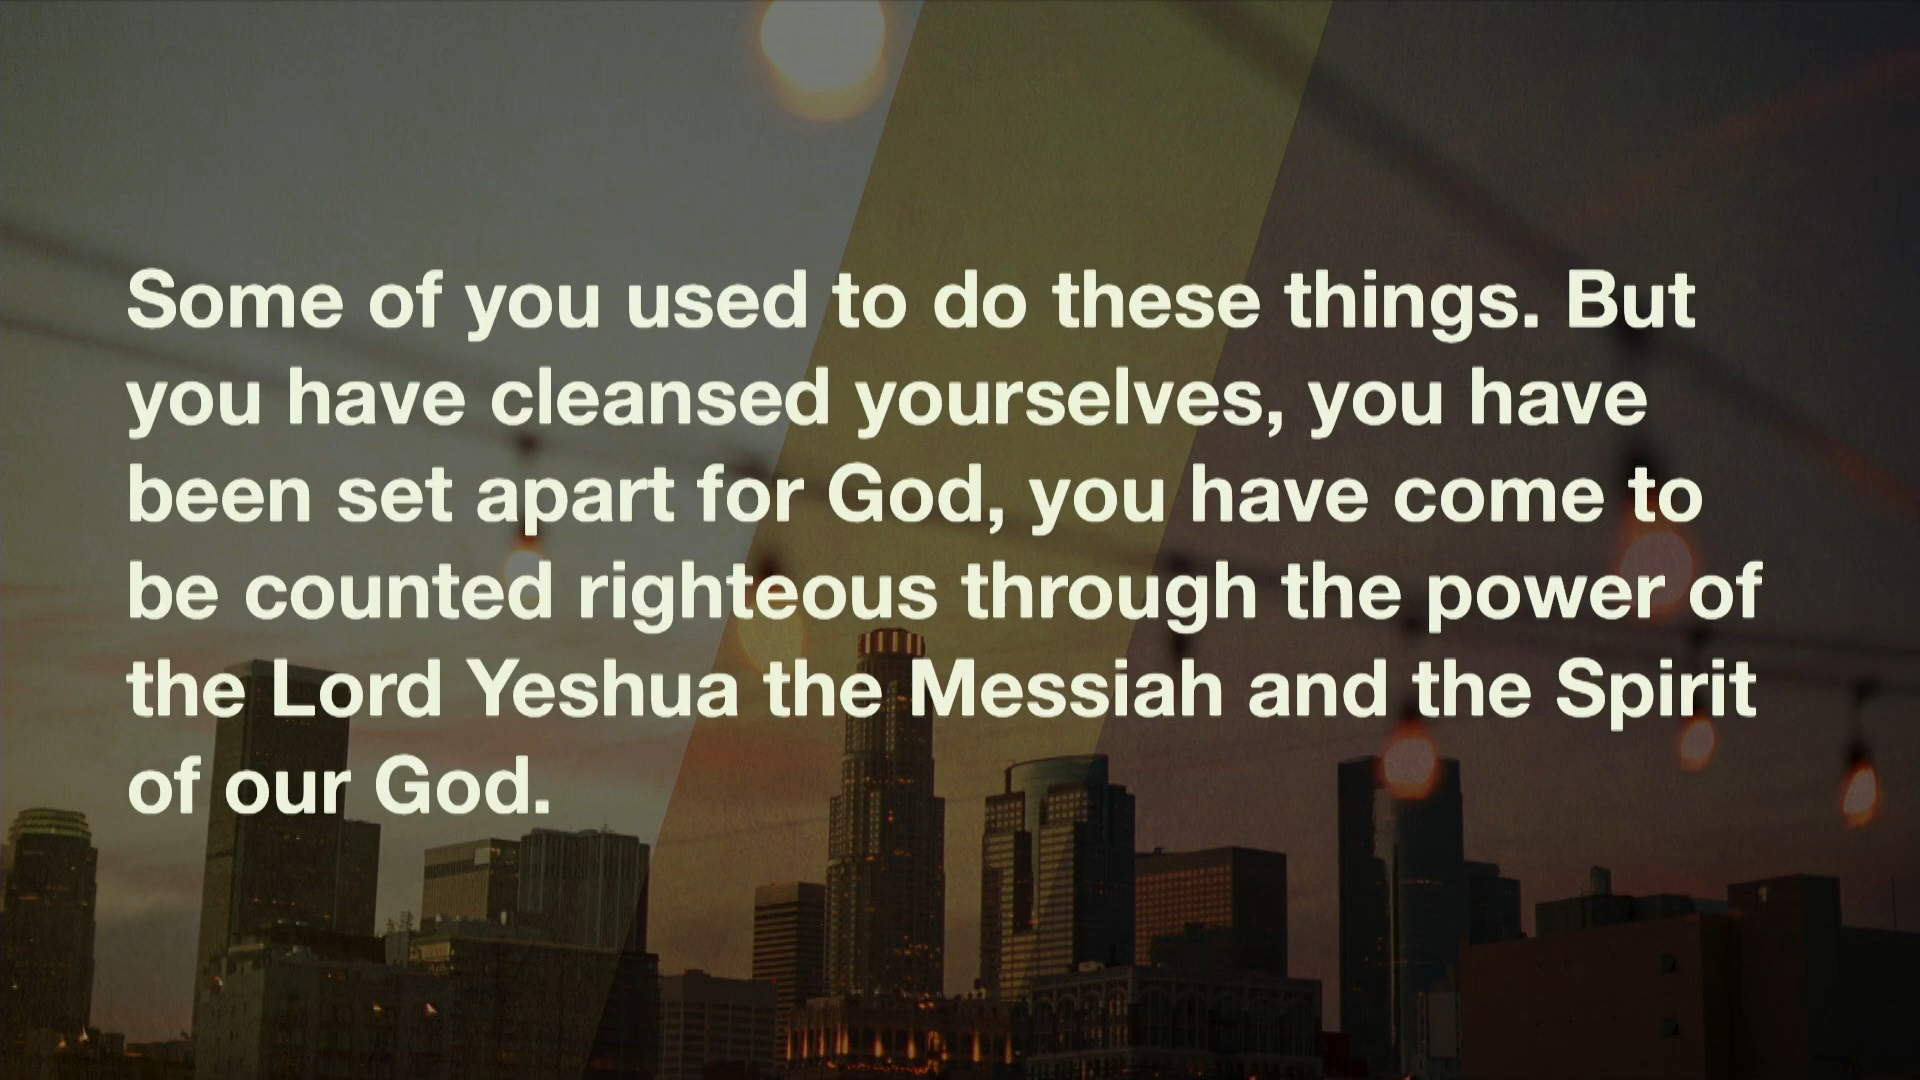 Some of you used to do these things. But
you have cleansed yourselves, you have
been set apart for God, you have come to
be counted righteous through the power of
the Lord Yeshua the Messiah and the Spirit
of our God.